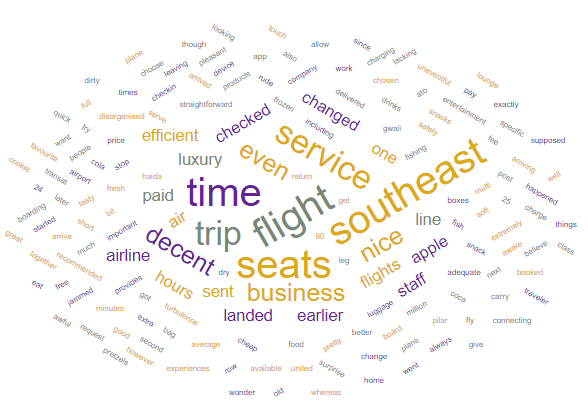 looking
touch
plane
though
pleasant
app
also
allow
since
charging
lacking
choose
leaving
device
arrived
products
rude
company
work
chosen
uneventful
lounge
dirty
times
checkin
frozen
delivered
drinks
afo
pay
entertainment
exactly
full
disorganised
serve
straightforward
including
gwaii
snacks
safely
fee
specific
supposed
quick
try
price
efficient
checked
changed
service
one
fishing
arriving
well
favourite
want
people
cola
stop
luxury
even
southeast
post
happened
cookie
transat
airport
fresh
haida
paid
time
return
get
boxes
multi
25
24
later
tasty
bit
air
trip
flight
90
line
fish
soft
charge
things
boarding
started
short
important
decent
nice
apple
snack
extremely
aware
believe
class
great
arrive
much
airline
seats
leg
flights
adequate
next
booked
together
recommended
provides
hours
sent
dry
business
staff
luggage
million
coca
carry
traveler
eat
free
jammed
minutes
got
turbulence
landed
earlier
board
pilar
fly
connecting
awful
request
good
extra
second
bag
cheap
food
better
pretty
plans
always
give
pretzels
however
average
row
available
united
surprise
change
went
experiences
home
wonder
old
whereas